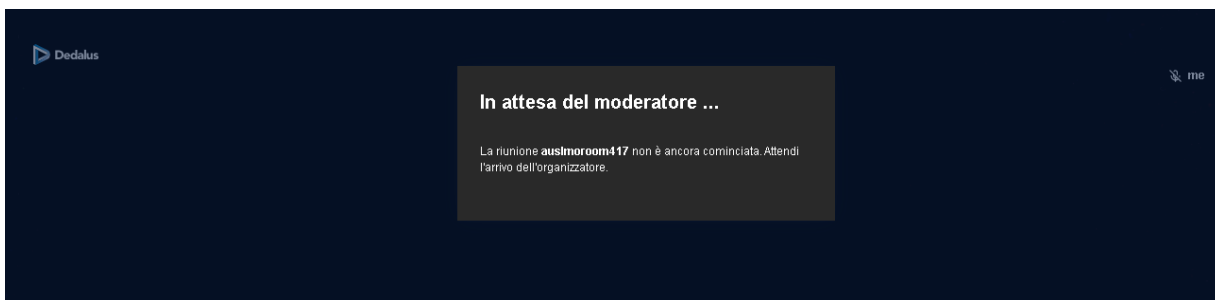 Dedalus
me
In attesa del moderatore ...
La riunione auslmoroom417 non è ancora cominciata. Attendi
l'arrivo dell'organizzatore.